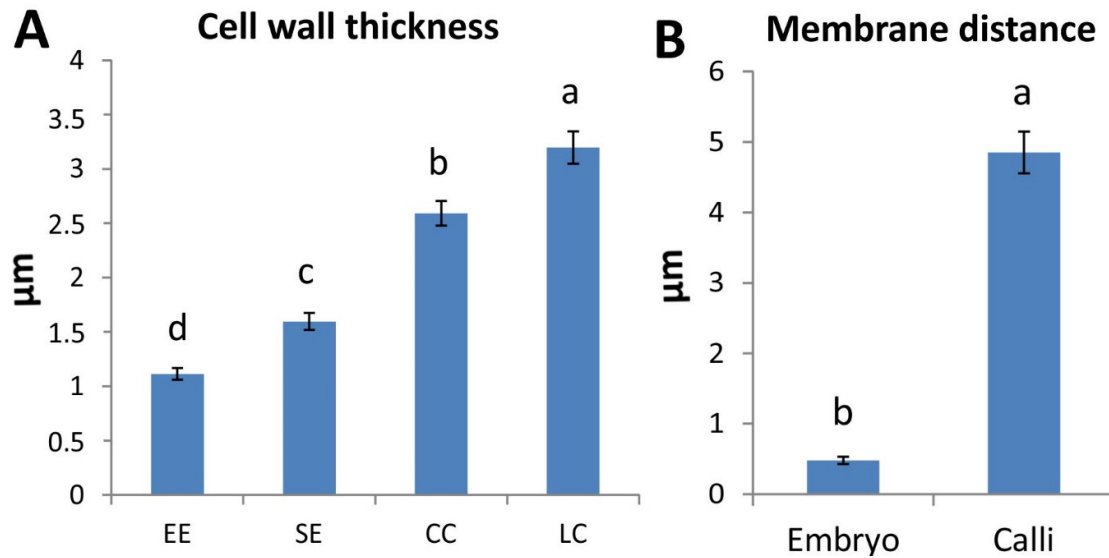 A
Cell wall thickness
4
3.5
3
2.5
2
1.5
1
0.5
0
µm
d
c
b
a
EE SE CC LC
B
Membrane distance
6
5
4
3
2
1
0
µm
b
a
Embryo Calli